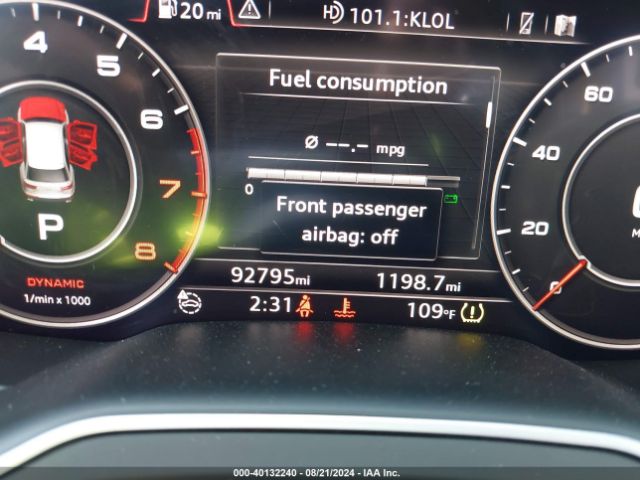 20 mi
101.1:KLOL
Fuel consumption
Ø --.- mpg
0
Front passenger
airbag: off
4
5
6
7
8
P
DYNAMIC
1/min x 1000
60
40
20
0
92795mi
1198.7mi
2:31
109°F
000-40132240 - 08/21/2024 - IAA Inc.